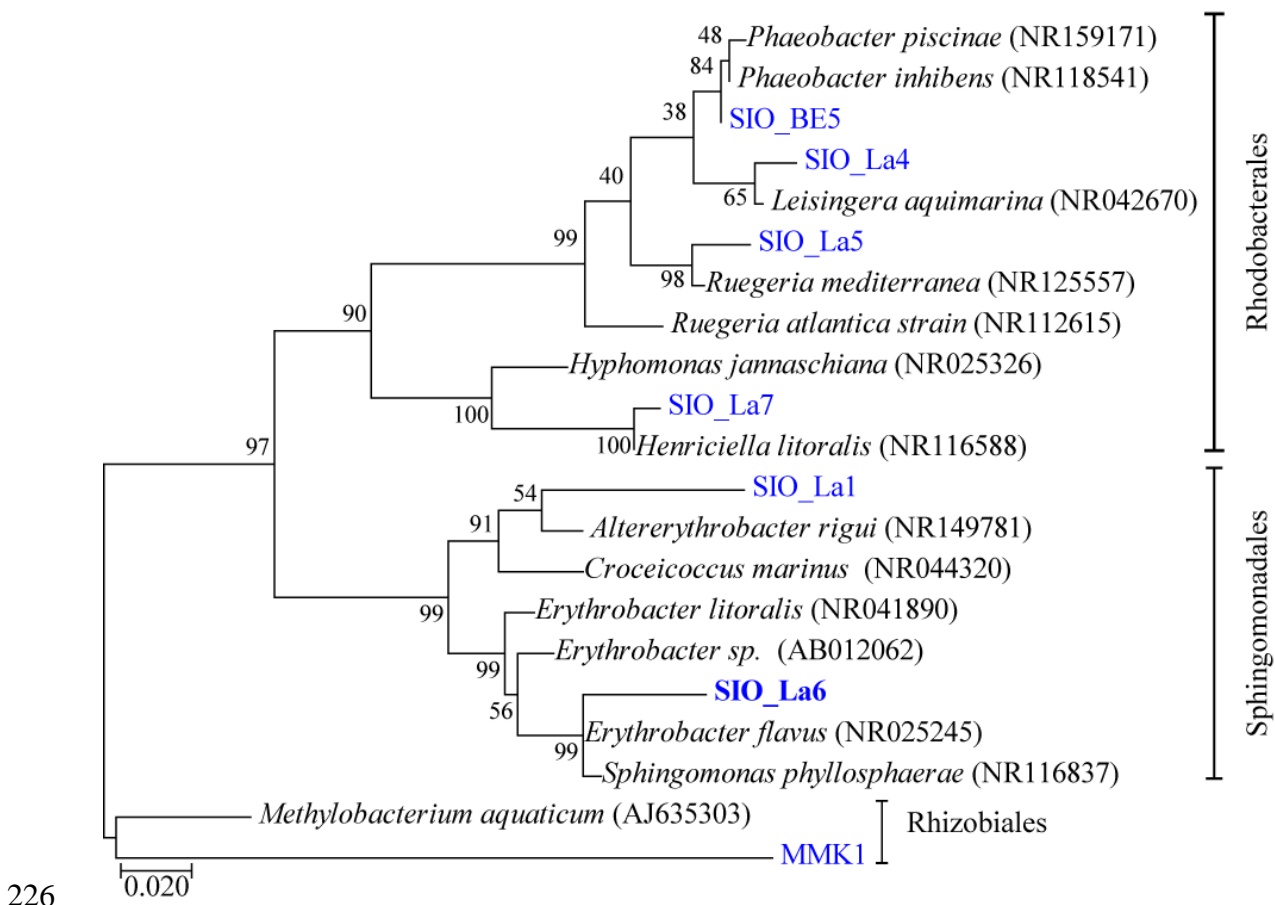 48
Phaeobacter piscinae (NR159171)
84
Phaeobacter inhibens (NR118541)
38
SIO_BE5
SIO_La4
40
65
Leisingera aquimarina (NR042670)
99
SIO_La5
98
Ruegeria mediterranea (NR125557)
90
Ruegeria atlantica strain (NR112615)
Hyphomonas jannaschiana (NR025326)
100
SIO_La7
97
100
Henriciella litoralis (NR116588)
Rhodobacterales
54
SIO_La1
91
Altererythrobacter rigui (NR149781)
Croceicoccus marinus (NR044320)
99
Erythrobacter litoralis (NR041890)
99
Erythrobacter sp. (AB012062)
56
SIO_La6
99
Erythrobacter flavus (NR025245)
Sphingomonas phyllosphaerae (NR116837)
Sphingomonadales
Methylobacterium aquaticum (AJ635303)
Rhizobiales
MMK1
0.020
226